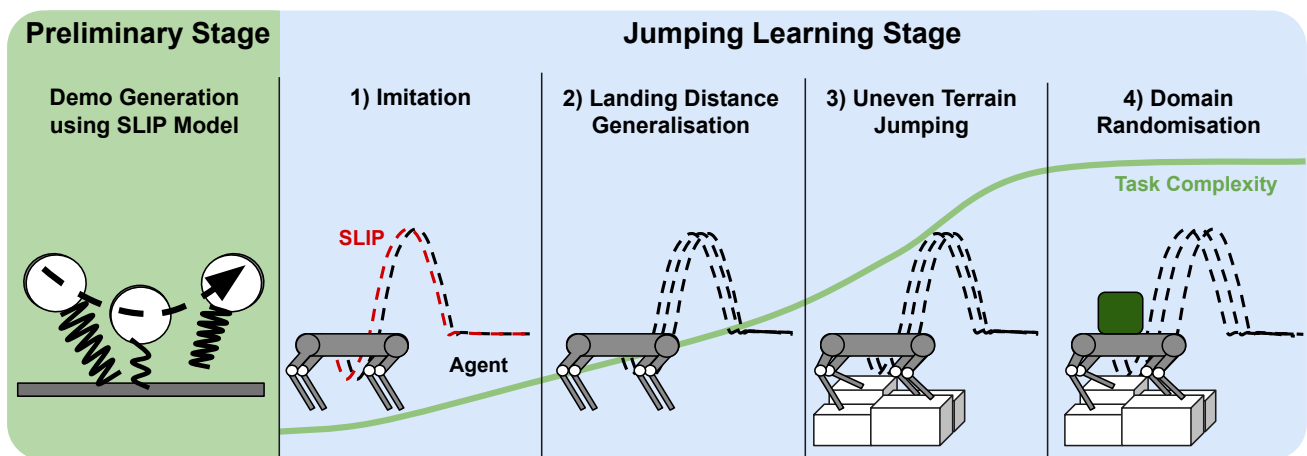 Preliminary Stage
Jumping Learning Stage
Demo Generation
using SLIP Model
1) Imitation
2) Landing Distance
Generalisation
3) Uneven Terrain
Jumping
4) Domain
Randomisation
Task Complexity
SLIP
Agent